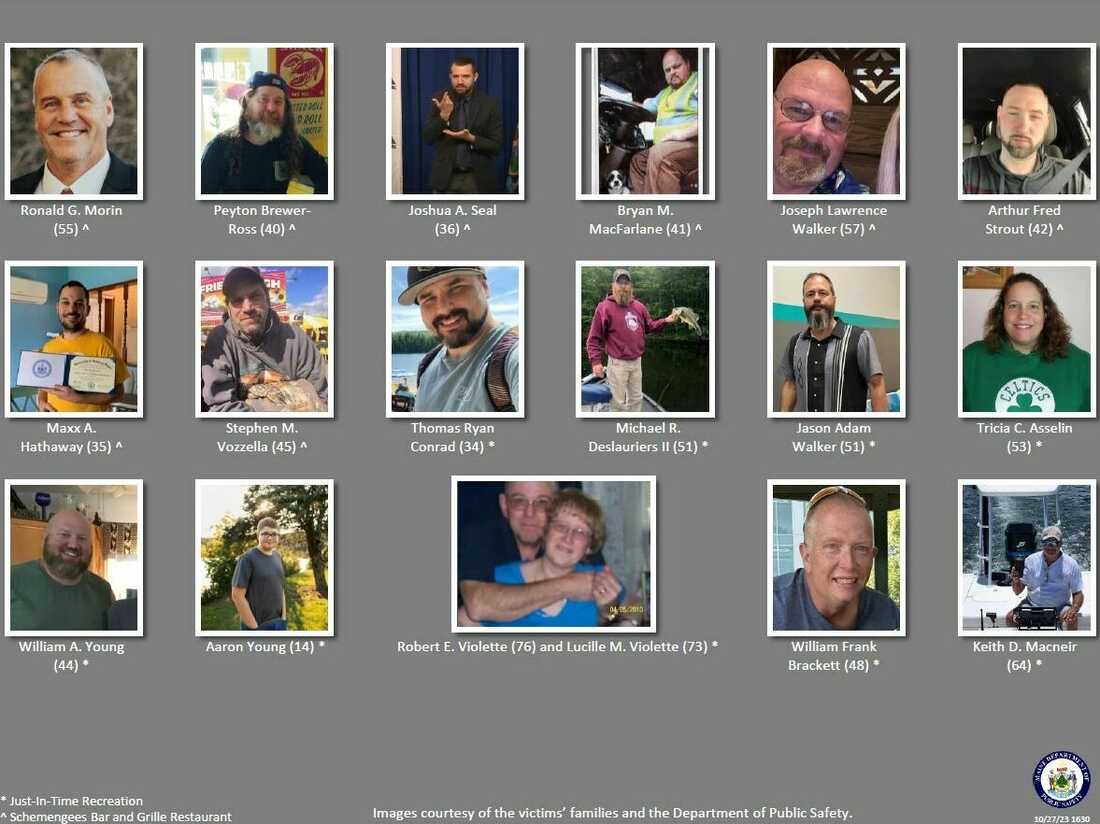 Ronald G. Morin
(55) ^
Peyton Brewer-
Ross (40) ^
Joshua A. Seal
(36) ^
Bryan M.
MacFarlane (41) ^
Joseph Lawrence
Walker (57) ^
Arthur Fred
Strout (42) ^
Maxx A.
Hathaway (35) ^
Stephen M.
Vozzella (45) ^
Thomas Ryan
Conrad (34) *
Michael R.
Deslauriers II (51) *
Jason Adam
Walker (51) *
CELTICS
Tricia C. Asselin
(53) *
William A. Young
(44) *
Aaron Young (14) *
04/05/2010
Robert E. Violette (76) and Lucille M. Violette (73) *
William Frank
Brackett (48) *
Keith D. Macneir
(64) *
* Just-In-Time Recreation
^ Schemengees Bar and Grille Restaurant
Images courtesy of the victims’ families and the Department of Public Safety.
MAINE DEPARTMENT OF
PUBLIC SAFETY
10/27/23 1630